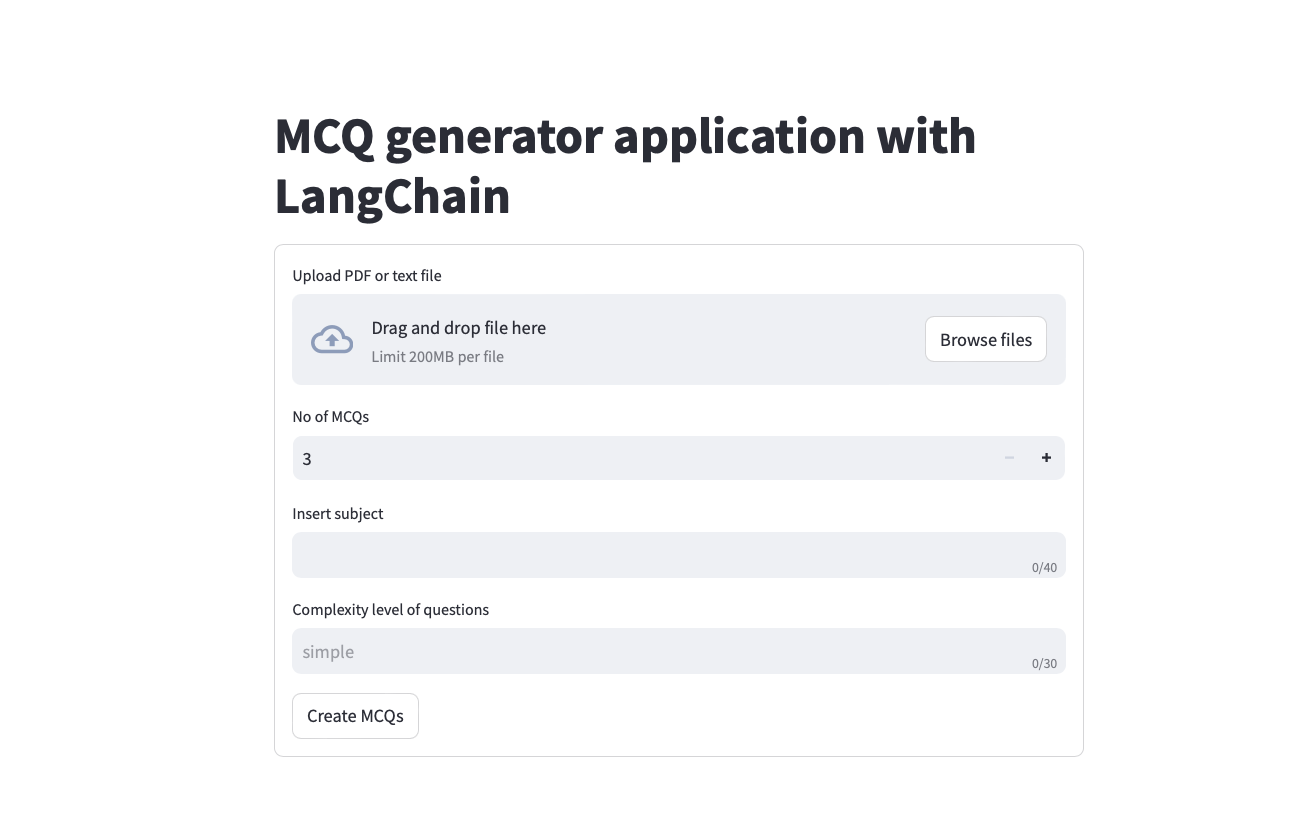 MCQ generator application with
LangChain
Upload PDF or text file
Drag and drop file here
Limit 200MB per file
Browse files
No of MCQs
3
Insert subject
0/40
Complexity level of questions
simple
0/30
Create MCQs